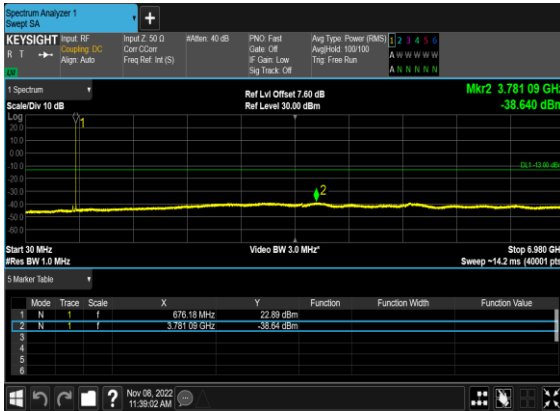 Spectrum Analyzer 1
Swept SA
+
KEYSIGHT Input: RF Input Z: 50 Ω #Atten: 40 dB PNO: Fast Avg Type: Power (RMS) 1 2 3 4 5 6
R T Coupling: DC Corr CCorr Gate: Off Avg|Hold: 100/100 A W W W W W
Align: Auto Freq Ref: Int (S) IF Gain: Low Trig: Free Run
LXI Sig Track: Off A N N N N N
1 Spectrum
Ref Lvl Offset 7.60 dB Mkr2 3.781 09 GHz
Scale/Div 10 dB Ref Level 30.00 dBm -38.640 dBm
Log
1
20.0
10.0
0.00
-10.0
DL1 -13.00 dBm
-20.0
-30.0
2
-40.0
-50.0
-60.0
Start 30 MHz Video BW 3.0 MHz* Stop 6.980 GH
#Res BW 1.0 MHz Sweep ~14.2 ms (40001 pts
5 Marker Table
Mode Trace Scale X Y Function Function Width Function Value
1 N 1 f 676.18 MHz 22.89 dBm
2 N 1 f 3.781 09 GHz -38.64 dBm
3
4
5
6
? Nov 08, 2022
11:39:02 AM